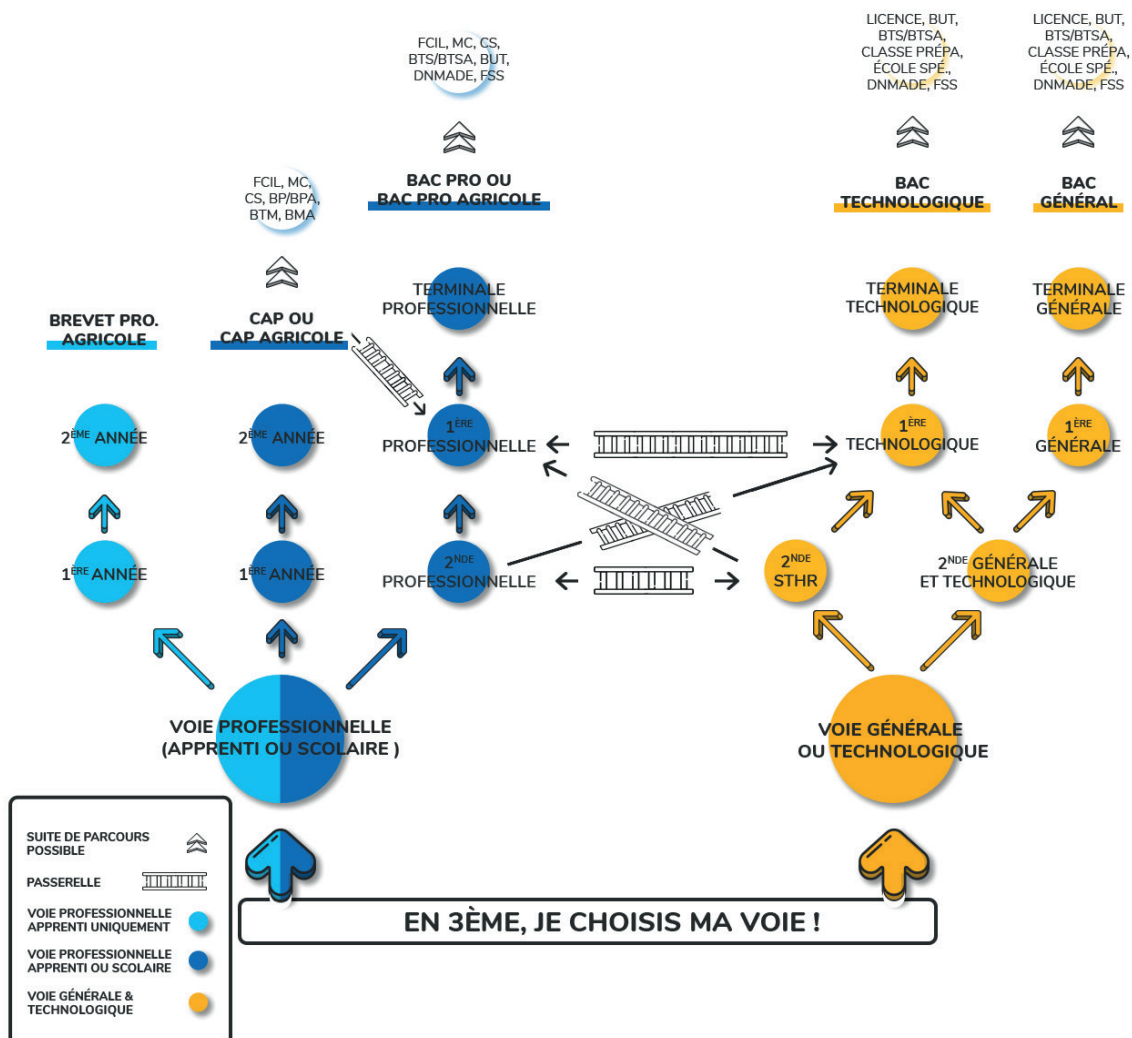 LICENCE, BUT,
BTS/BTSA,
CLASSE PRÉPA,
ÉCOLE SPÉ.,
DNMADE, FSS
LICENCE, BUT,
BTS/BTSA,
CLASSE PRÉPA,
ÉCOLE SPÉ.,
DNMADE, FSS
FCIL, MC, CS,
BTS/BTSA, BUT,
DNMADE, FSS
FCIL, MC,
CS, BP/BPA,
BTM, BMA
BAC PRO OU
BAC PRO AGRICOLE
BAC
TECHNOLOGIQUE
BAC
GÉNÉRAL
BREVET PRO.
AGRICOLE
CAP OU
CAP AGRICOLE
TERMINALE
PROFESSIONNELLE
TERMINALE
TECHNOLOGIQUE
TERMINALE
GÉNÉRALE
2ÈME ANNÉE
2ÈME ANNÉE
1ÈRE
PROFESSIONNELLE
1ÈRE
TECHNOLOGIQUE
1ÈRE
GÉNÉRALE
1ÈRE ANNÉE
1ÈRE ANNÉE
2NDE
PROFESSIONNELLE
2NDE
STHR
2NDE GÉNÉRALE
ET TECHNOLOGIQUE
VOIE PROFESSIONNELLE
(APPRENTI OU SCOLAIRE )
VOIE GÉNÉRALE
OU TECHNOLOGIQUE
SUITE DE PARCOURS
POSSIBLE
PASSERELLE
VOIE PROFESSIONNELLE
APPRENTI UNIQUEMENT
VOIE PROFESSIONNELLE
APPRENTI OU SCOLAIRE
VOIE GÉNÉRALE &
TECHNOLOGIQUE
EN 3ÈME, JE CHOISIS MA VOIE !